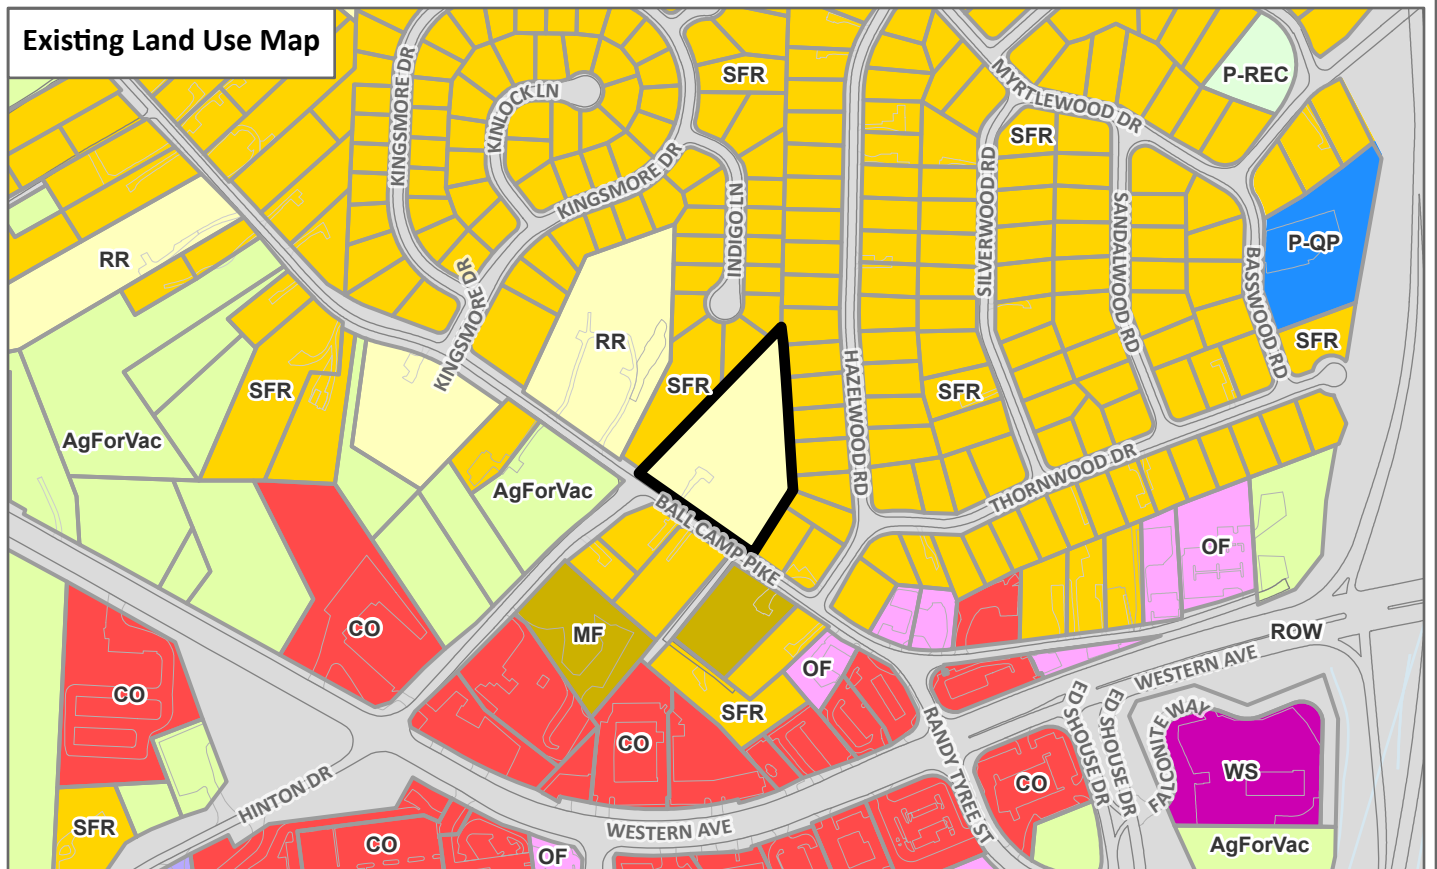 Existing Land Use Map
KINGSMORE DR
KINLOCK LN
SFR
MYRTLEWOOD DR
P-REC
SFR
KINGSMORE DR
INDIGO LN
SILVERWOOD RD
SANDALWOOD RD
P-QP
BASSWOOD RD
RR
KINGSMORE DR
RR
SFR
HAZELWOOD RD
SFR
SFR
SFR
AgForVac
AgForVac
BALL CAMP PIKE
THORNWOOD DR
OF
CO
MF
ROW
WESTERN AVE
OF
CO
SFR
CO
RANDY TYREE ST
ED SHOUSE DR
ED SHOUSE DR
FALCONTE WAY
WS
CO
HINTON DR
SFR
WESTERN AVE
CO
OF
AgForVac